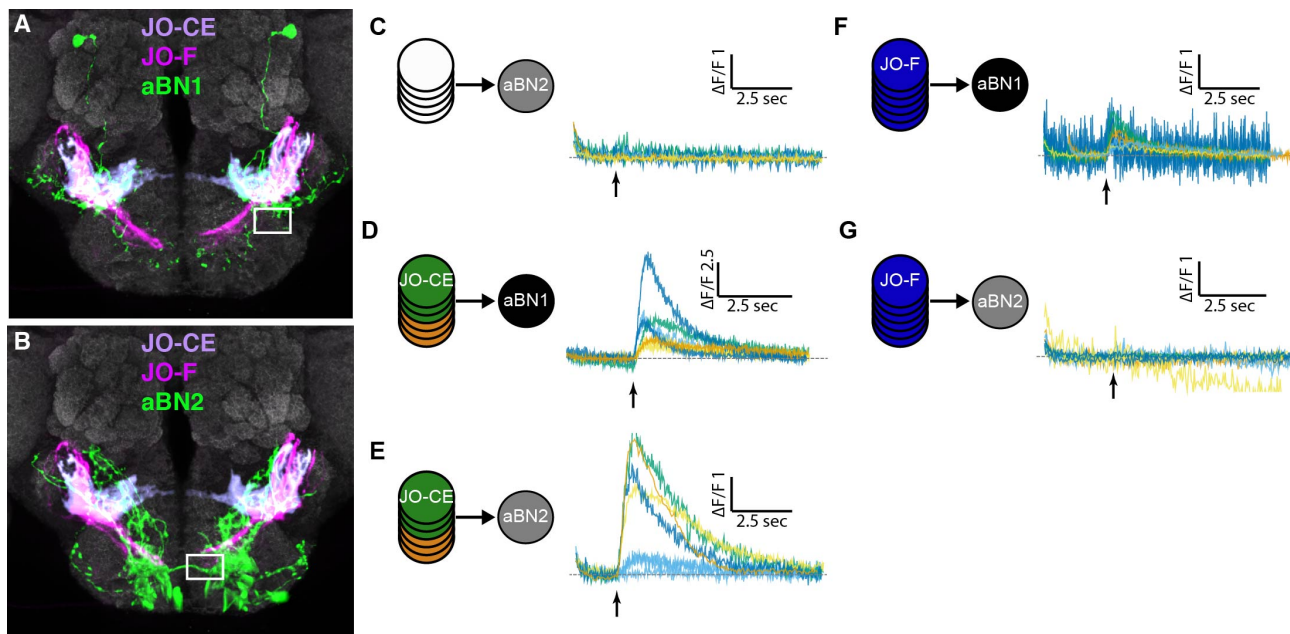 A
JO-CE
JO-F
aBN1
B
JO-CE
JO-F
aBN2
C
aBN2
ΔF/F 1
2.5 sec
D
JO-CE
aBN1
ΔF/F 2.5
2.5 sec
E
JO-CE
aBN2
ΔF/F 1
2.5 sec
F
JO-F
aBN1
ΔF/F 1
2.5 sec
G
JO-F
aBN2
ΔF/F 1
2.5 sec